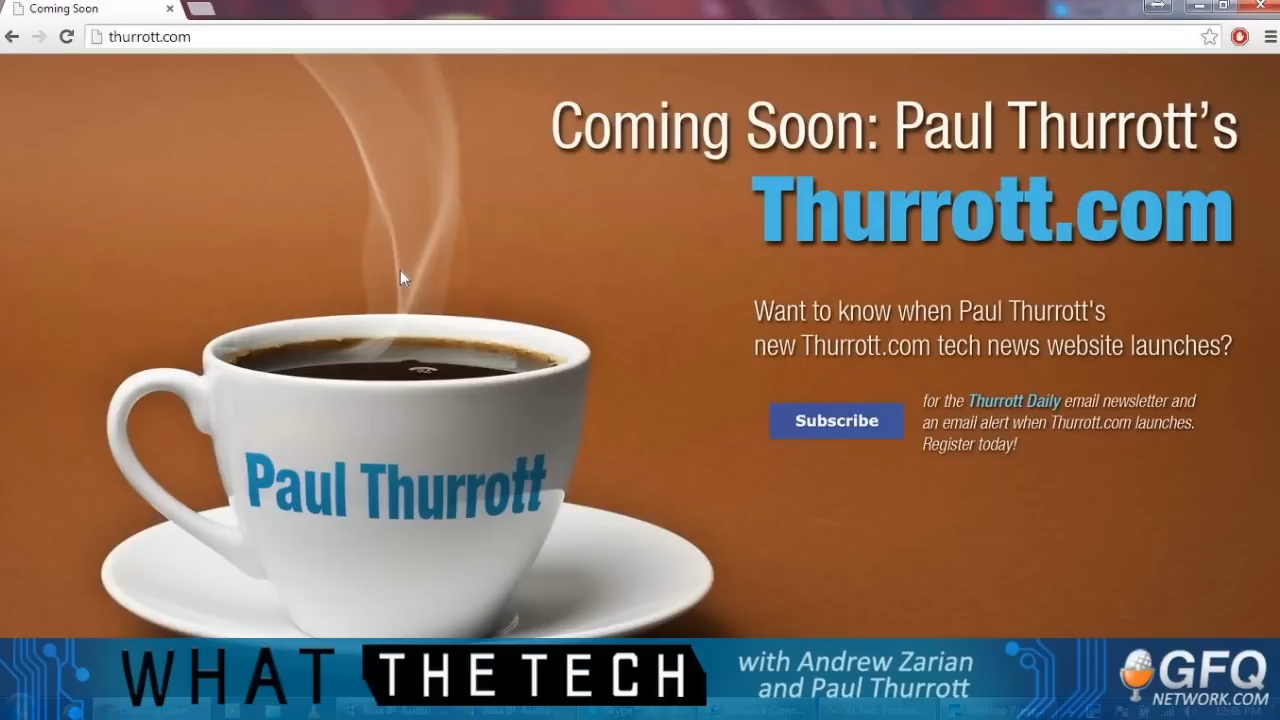 Coming Soon
thurrott.com
Coming Soon: Paul Thurrott's
Thurrott.com
Want to know when Paul Thurrott's
new Thurrott.com tech news website launches?
Subscribe
for the Thurrott Daily email newsletter and
an email alert when Thurrott.com launches.
Register today!
Paul Thurrott
WHAT THE TECH
with Andrew Zarian
and Paul Thurrott
GFQ
NETWORK.COM